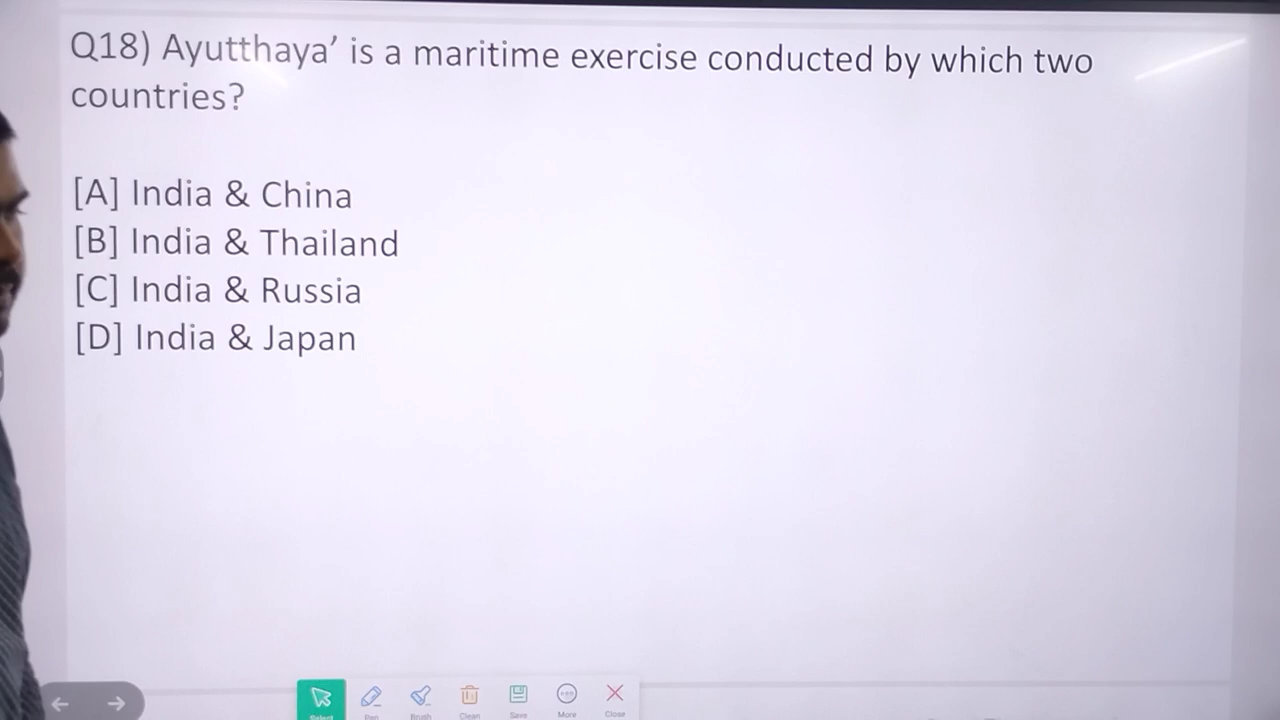 Q18) Ayutthaya’ is a maritime exercise conducted by which two
countries?
[A] India & China
[B] India & Thailand
[C] India & Russia
[D] India & Japan
Select Pen Brush Clean Save More Close